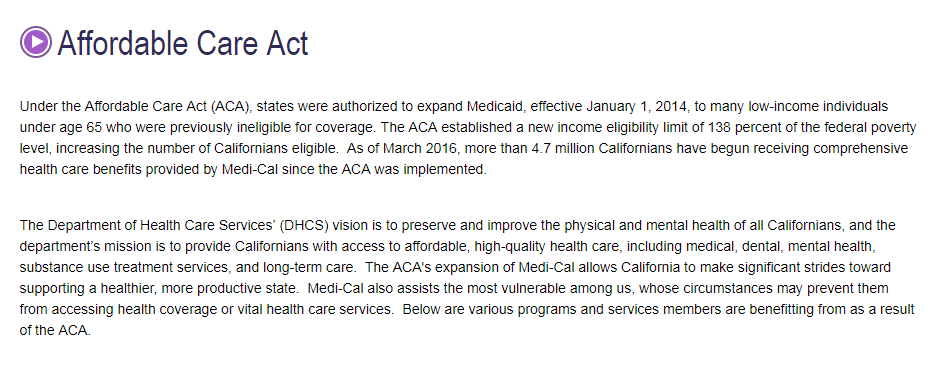 Affordable Care Act
Under the Affordable Care Act (ACA), states were authorized to expand Medicaid, effective January 1, 2014, to many low-income individuals
under age 65 who were previously ineligible for coverage. The ACA established a new income eligibility limit of 138 percent of the federal poverty
level, increasing the number of Californians eligible.  As of March 2016, more than 4.7 million Californians have begun receiving comprehensive
health care benefits provided by Medi-Cal since the ACA was implemented.
The Department of Health Care Services’ (DHCS) vision is to preserve and improve the physical and mental health of all Californians, and the
department’s mission is to provide Californians with access to affordable, high-quality health care, including medical, dental, mental health,
substance use treatment services, and long-term care.  The ACA's expansion of Medi-Cal allows California to make significant strides toward
supporting a healthier, more productive state.  Medi-Cal also assists the most vulnerable among us, whose circumstances may prevent them
from accessing health coverage or vital health care services.  Below are various programs and services members are benefitting from as a result
of the ACA.